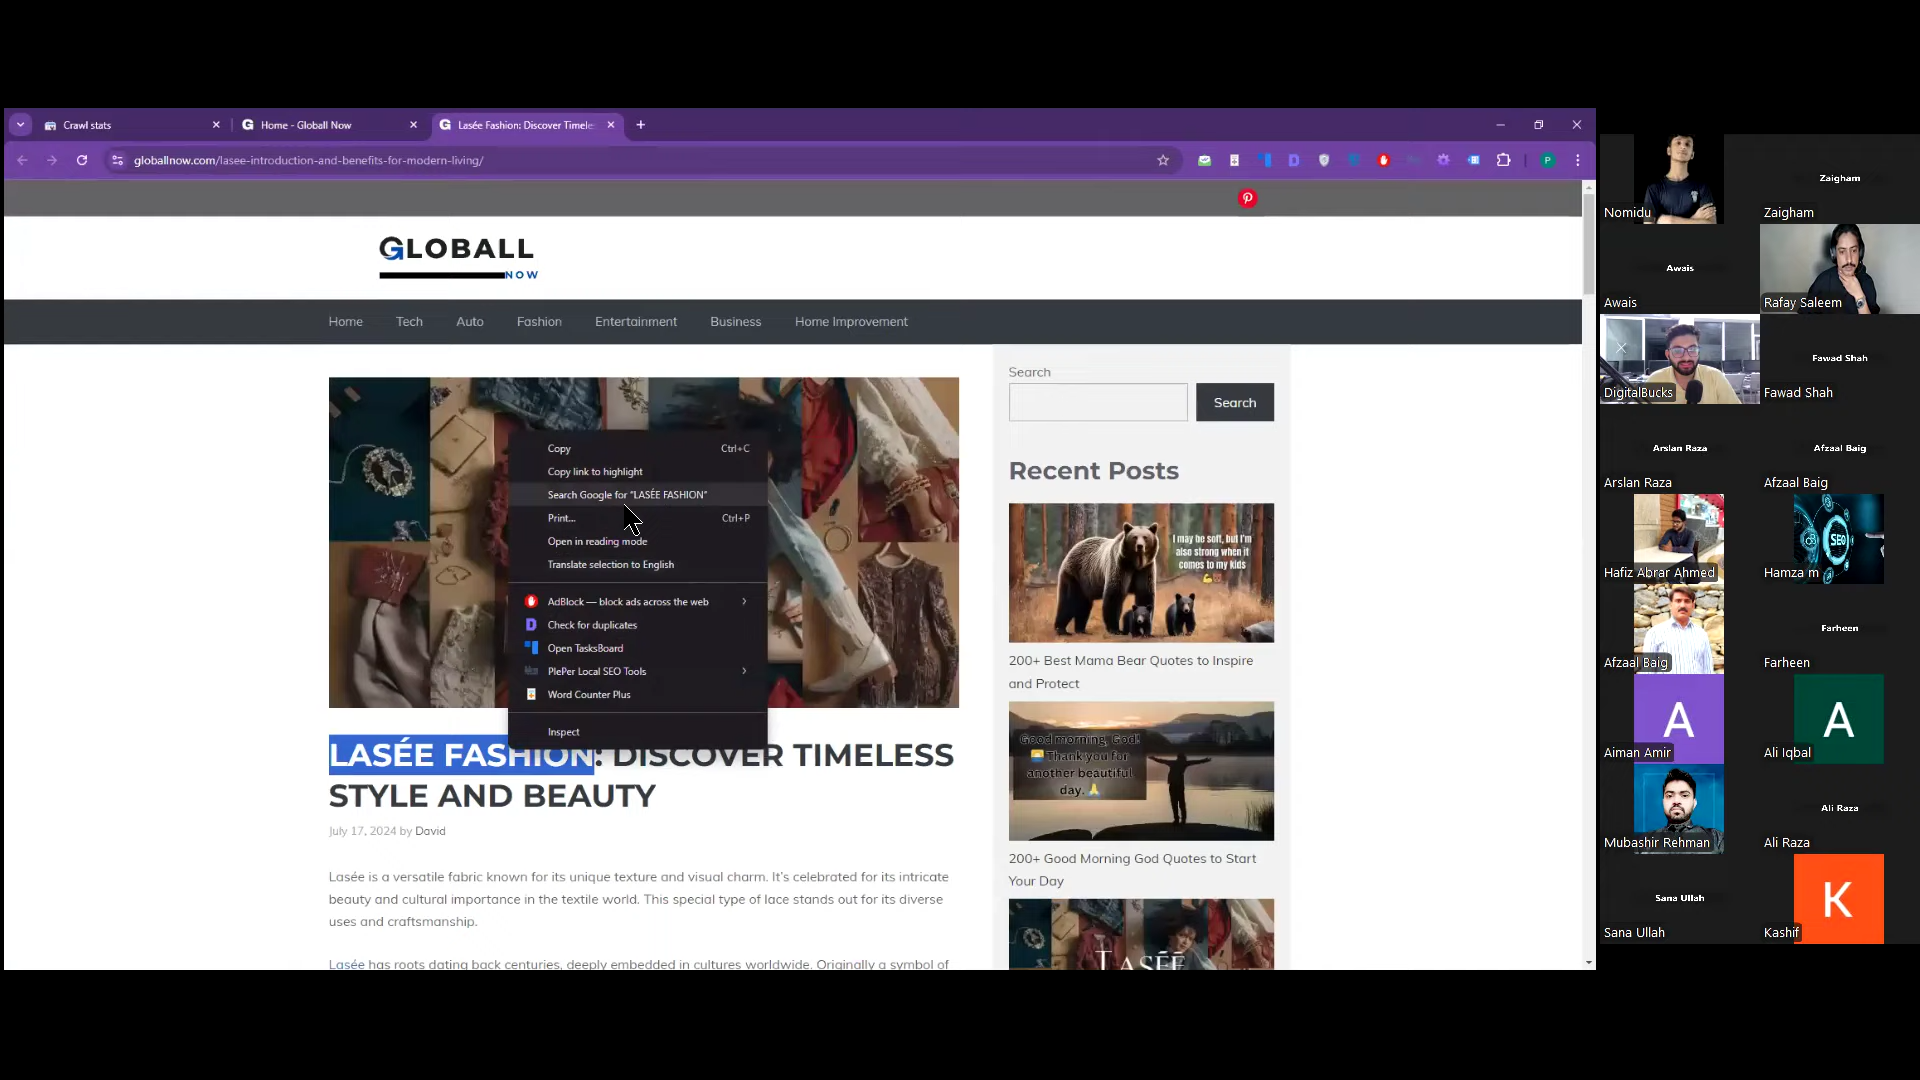 Crawl stats
Home - Globall Now
Lasée Fashion: Discover Timele
globallnow.com/lasee-introduction-and-benefits-for-modern-living/
P
GLOBALL
NOW
Home
Tech
Auto
Fashion
Entertainment
Business
Home Improvement
Copy Ctrl+C
Copy link to highlight
Search Google for “LASÉE FASHION”
Print... Ctrl+P
Open in reading mode
Translate selection to English
AdBlock — block ads across the web
Check for duplicates
Open TasksBoard
PlePer Local SEO Tools
Word Counter Plus
Inspect
LASÉE FASHION: DISCOVER TIMELESS
STYLE AND BEAUTY
July 17, 2024 by David
Lasée is a versatile fabric known for its unique texture and visual charm. It’s celebrated for its intricate
beauty and cultural importance in the textile world. This special type of lace stands out for its diverse
uses and craftsmanship.
Lasée has roots dating back centuries, deeply embedded in cultures worldwide. Originally a symbol of
Search
Search
Recent Posts
I may be soft, but I'm
also strong when it
comes to my kids
200+ Best Mama Bear Quotes to Inspire
and Protect
Good morning, God!
Thank you for
another beautiful
day.
200+ Good Morning God Quotes to Start
Your Day
LASÉE
Nomidu
Zaigham
Zaigham
Awais
Awais
Rafay Saleem
DigitalBucks
Fawad Shah
Fawad Shah
Arslan Raza
Arslan Raza
Afzaal Baig
Afzaal Baig
Hafiz Abrar Ahmed
SEO
Hamza m
Afzaal Baig
Farheen
Farheen
A
Aiman Amir
A
Ali Iqbal
Mubashir Rehman
Ali Raza
Ali Raza
Sana Ullah
Sana Ullah
K
Kashif